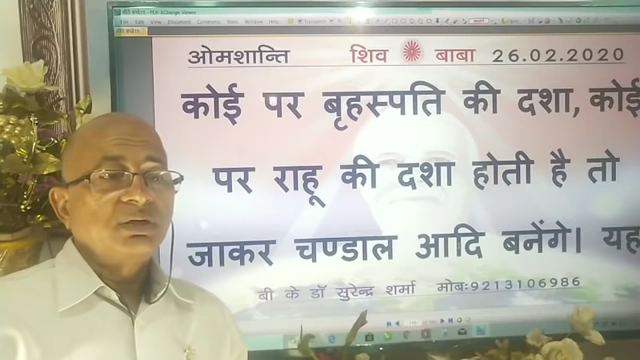 ओमशान्ति शिव बाबा 26.02.2020
कोई पर बृहस्पति की दशा, कोई
पर राहू की दशा होती है तो
जाकर चण्डाल आदि बनेंगे। यह
बी के डॉ सुरेन्द्र शर्मा मोबः9213106986